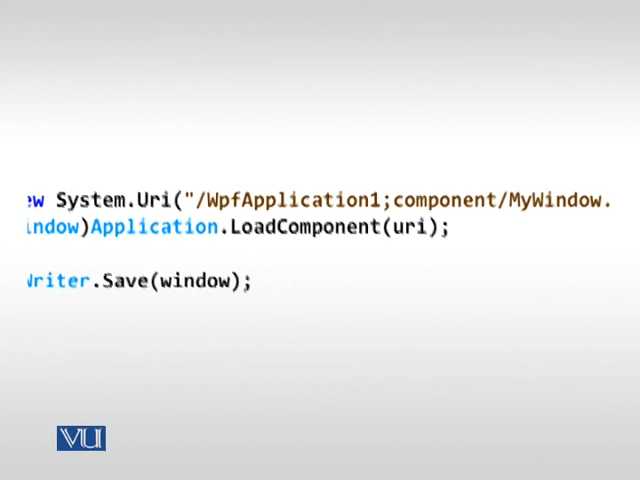 ew System.Uri("/WpfApplication1;component/MyWindow.
indow)Application.LoadComponent(uri);
Writer.Save(window);
VU